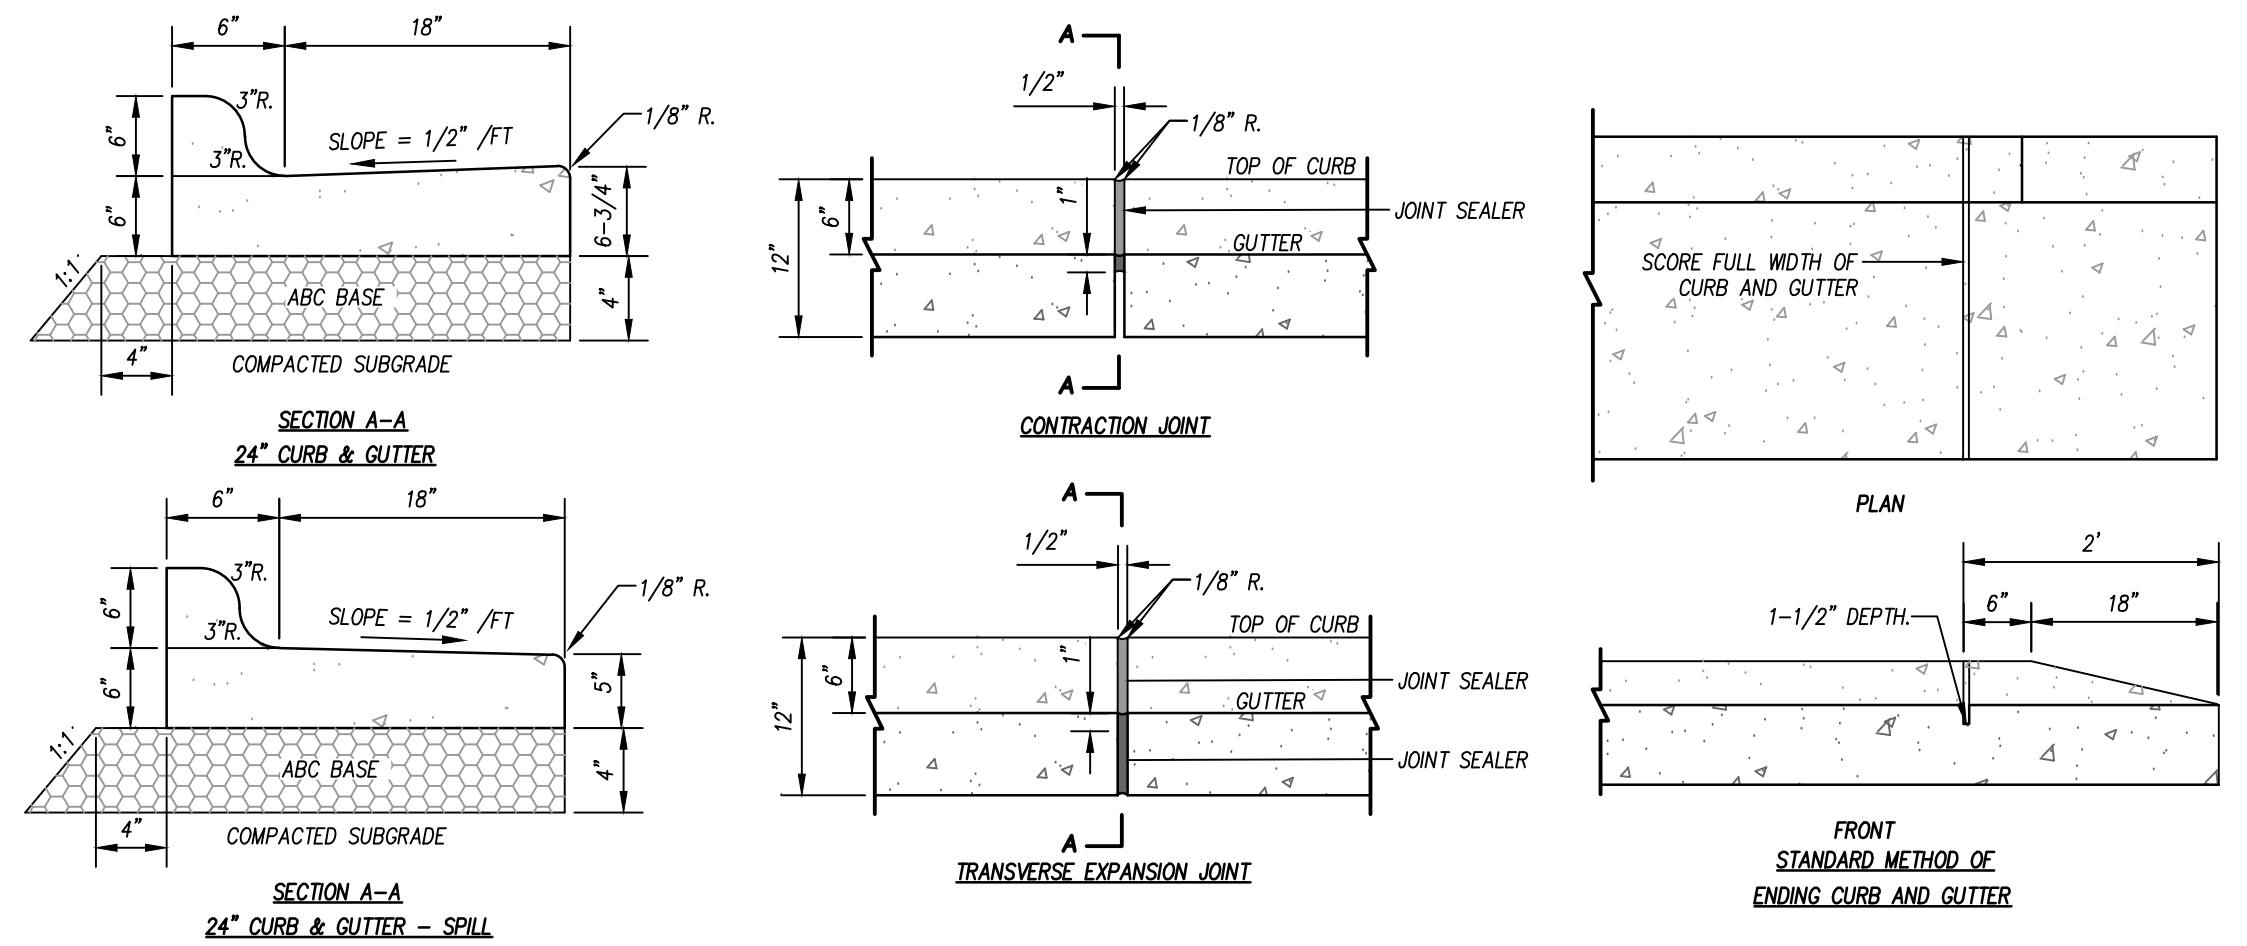 6" 18"
3"R.
1/8" R.
6"
SLOPE = 1/2" /FT
3"R.
6"
6-3/4"
1:1
ABC BASE
4"
4"
COMPACTED SUBGRADE
SECTION A-A
24" CURB & GUTTER
6" 18"
3"R.
1/8" R.
6"
SLOPE = 1/2" /FT
3"R.
6"
5"
1:1
ABC BASE
4"
4"
COMPACTED SUBGRADE
SECTION A-A
24" CURB & GUTTER - SPILL
A
1/2"
1/8" R.
TOP OF CURB
1"
6"
JOINT SEALER
12"
GUTTER
A
CONTRACTION JOINT
A
1/2"
1/8" R.
TOP OF CURB
1"
6"
JOINT SEALER
GUTTER
12"
JOINT SEALER
A
TRANSVERSE EXPANSION JOINT
SCORE FULL WIDTH OF
CURB AND GUTTER
PLAN
2'
6" 18"
1-1/2" DEPTH.
FRONT
STANDARD METHOD OF
ENDING CURB AND GUTTER